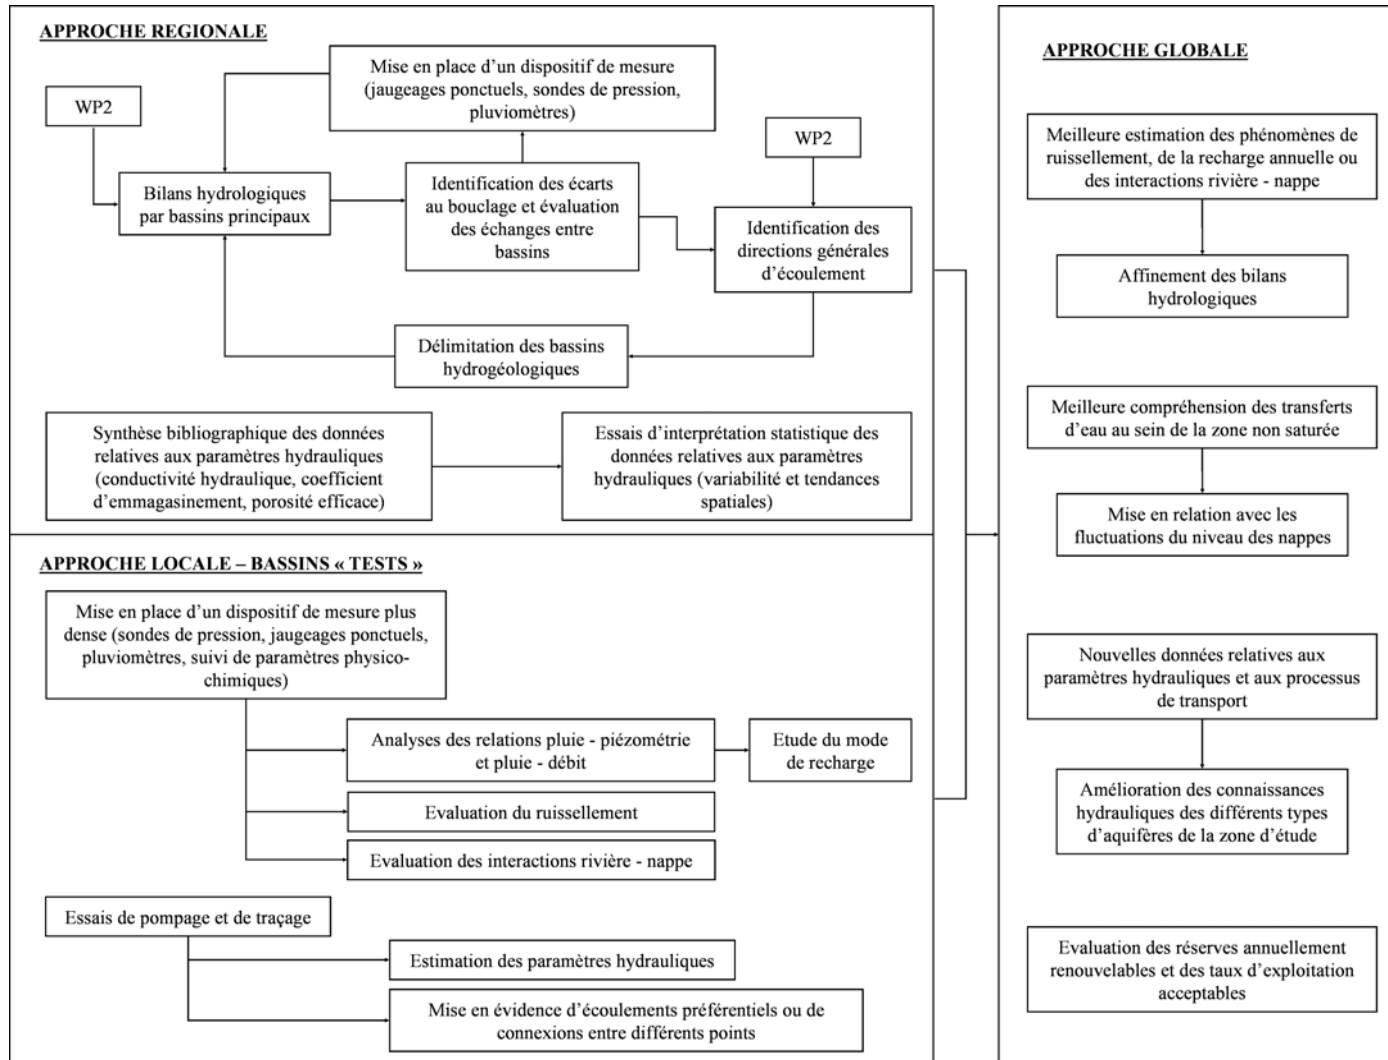 APPROCHE REGIONALE
Mise en place d’un dispositif de mesure
(jaugeages ponctuels, sondes de pression,
pluviomètres)
WP2
WP2
Bilans hydrologiques
par bassins principaux
Identification des écarts
au bouclage et évaluation
des échanges entre
bassins
Identification des
directions générales
d’écoulement
Délimitation des bassins
hydrogéologiques
Synthèse bibliographique des données
relatives aux paramètres hydrauliques
(conductivité hydraulique, coefficient
d’emmagasinement, porosité efficace)
Essais d’interprétation statistique des
données relatives aux paramètres
hydrauliques (variabilité et tendances
spatiales)
APPROCHE LOCALE – BASSINS « TESTS »
Mise en place d’un dispositif de mesure plus
dense (sondes de pression, jaugeages ponctuels,
pluviomètres, suivi de paramètres physico-
chimiques)
Analyses des relations pluie - piézométrie
et pluie - débit
Etude du mode
de recharge
Evaluation du ruissellement
Evaluation des interactions rivière - nappe
Essais de pompage et de traçage
Estimation des paramètres hydrauliques
Mise en évidence d’écoulements préférentiels ou de
connexions entre différents points
APPROCHE GLOBALE
Meilleure estimation des phénomènes de
ruissellement, de la recharge annuelle ou
des interactions rivière - nappe
Affinement des bilans
hydrologiques
Meilleure compréhension des transferts
d’eau au sein de la zone non saturée
Mise en relation avec les
fluctuations du niveau des nappes
Nouvelles données relatives aux
paramètres hydrauliques et aux processus
de transport
Amélioration des connaissances
hydrauliques des différents types
d’aquifères de la zone d’étude
Evaluation des réserves annuellement
renouvelables et des taux d’exploitation
acceptables